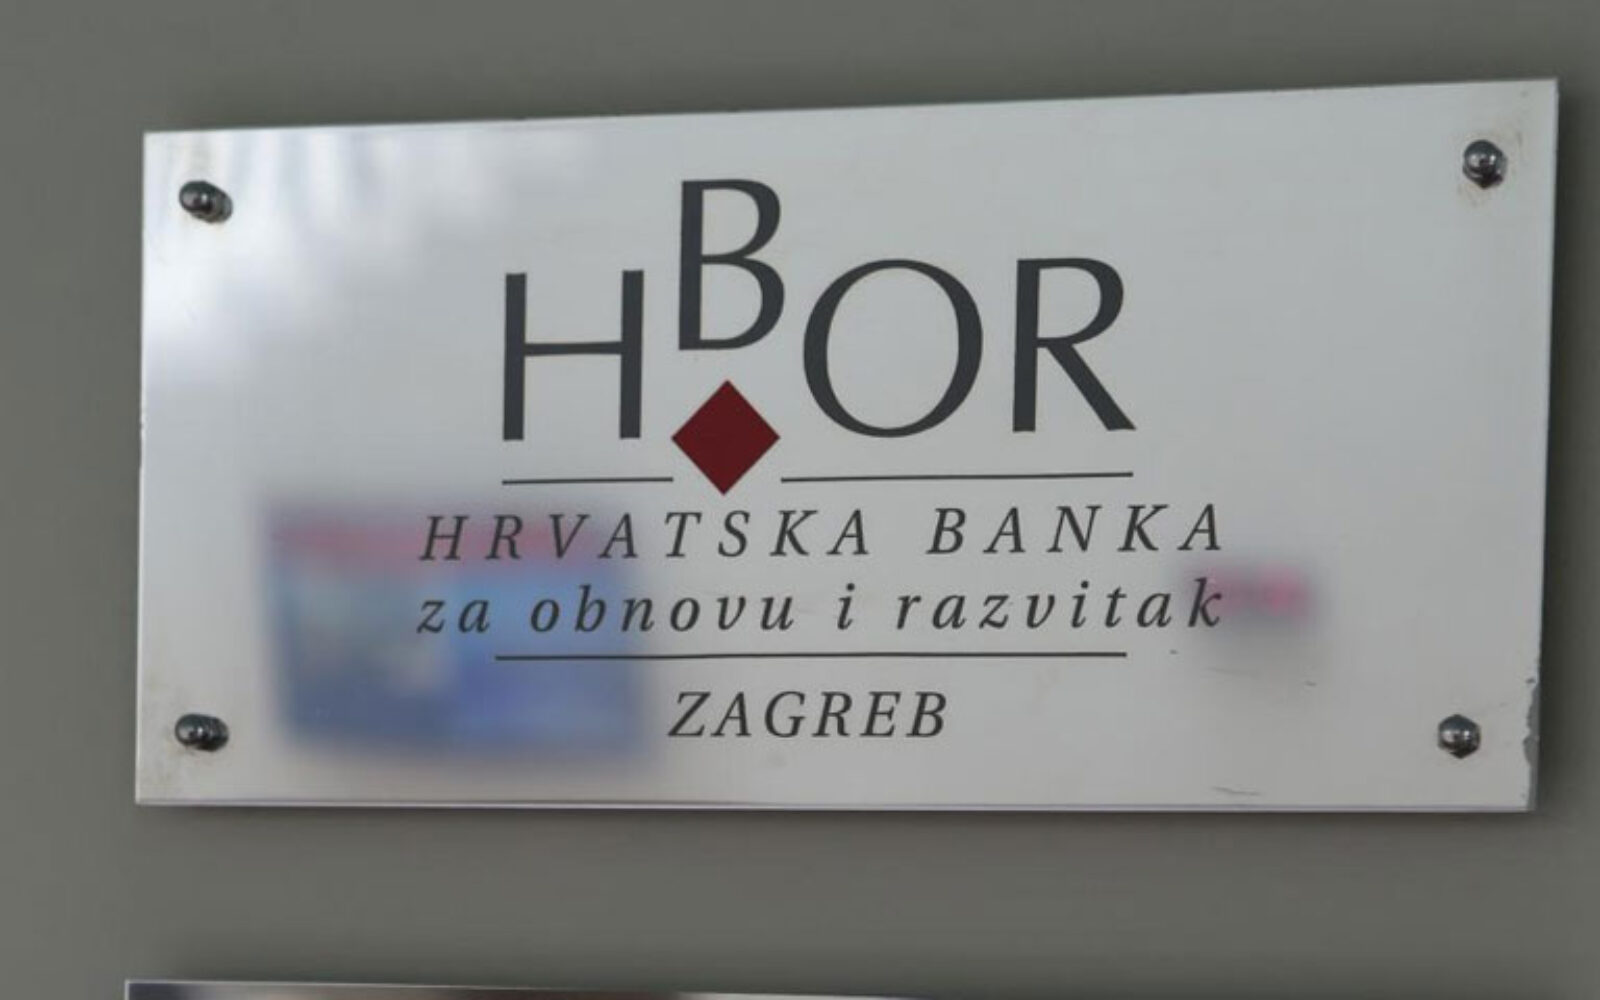 HBOR
HRVATSKA BANKA
za obnovu i razvitak
ZAGREB